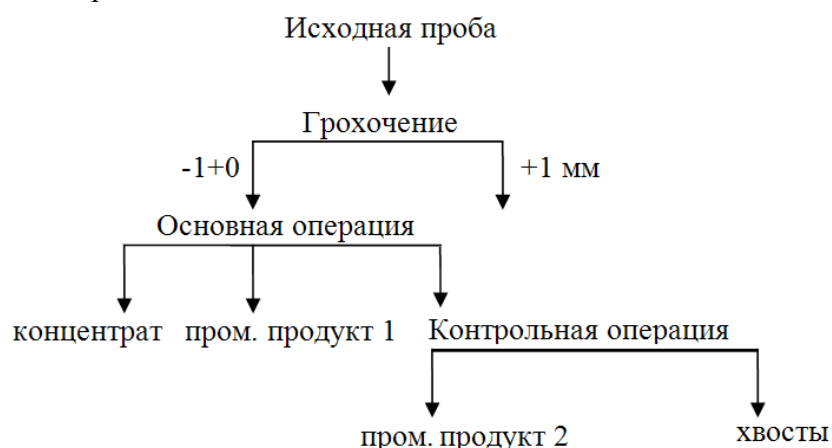 Исходная проба
Грохочение
-1+0 +1 мм
Основная операция
концентрат пром. продукт 1 Контрольная операция
пром. продукт 2 хвосты